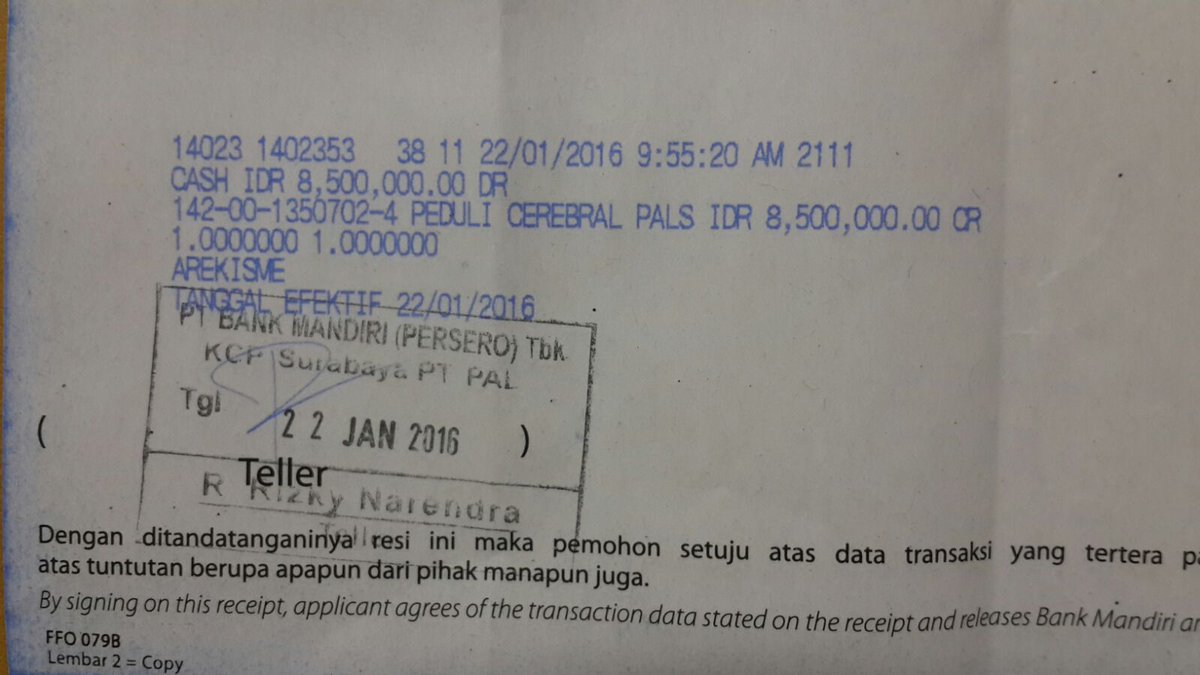 14023 1402353 38 11 22/01/2016 9:55:20 AM 2111
CASH IDR 8,500,000.00 DR
142-00-1350702-4 PEDULI CEREBRAL PALS IDR 8,500,000.00 CR
1.0000000 1.0000000
AREKISME
TANGGAL EFEKTIF 22/01/2016
PT BANK MANDIRI (PERSERO) Tbk
KCP Surabaya PT PAL
Tgl
( 22 JAN 2016 )
Teller
R Rizky Narendra
Teller
Dengan ditandatanganinya resi ini maka pemohon setuju atas data transaksi yang tertera pa
atas tuntutan berupa apapun dari pihak manapun juga.
By signing on this receipt, applicant agrees of the transaction data stated on the receipt and releases Bank Mandiri an
FFO 079B
Lembar 2 = Copy